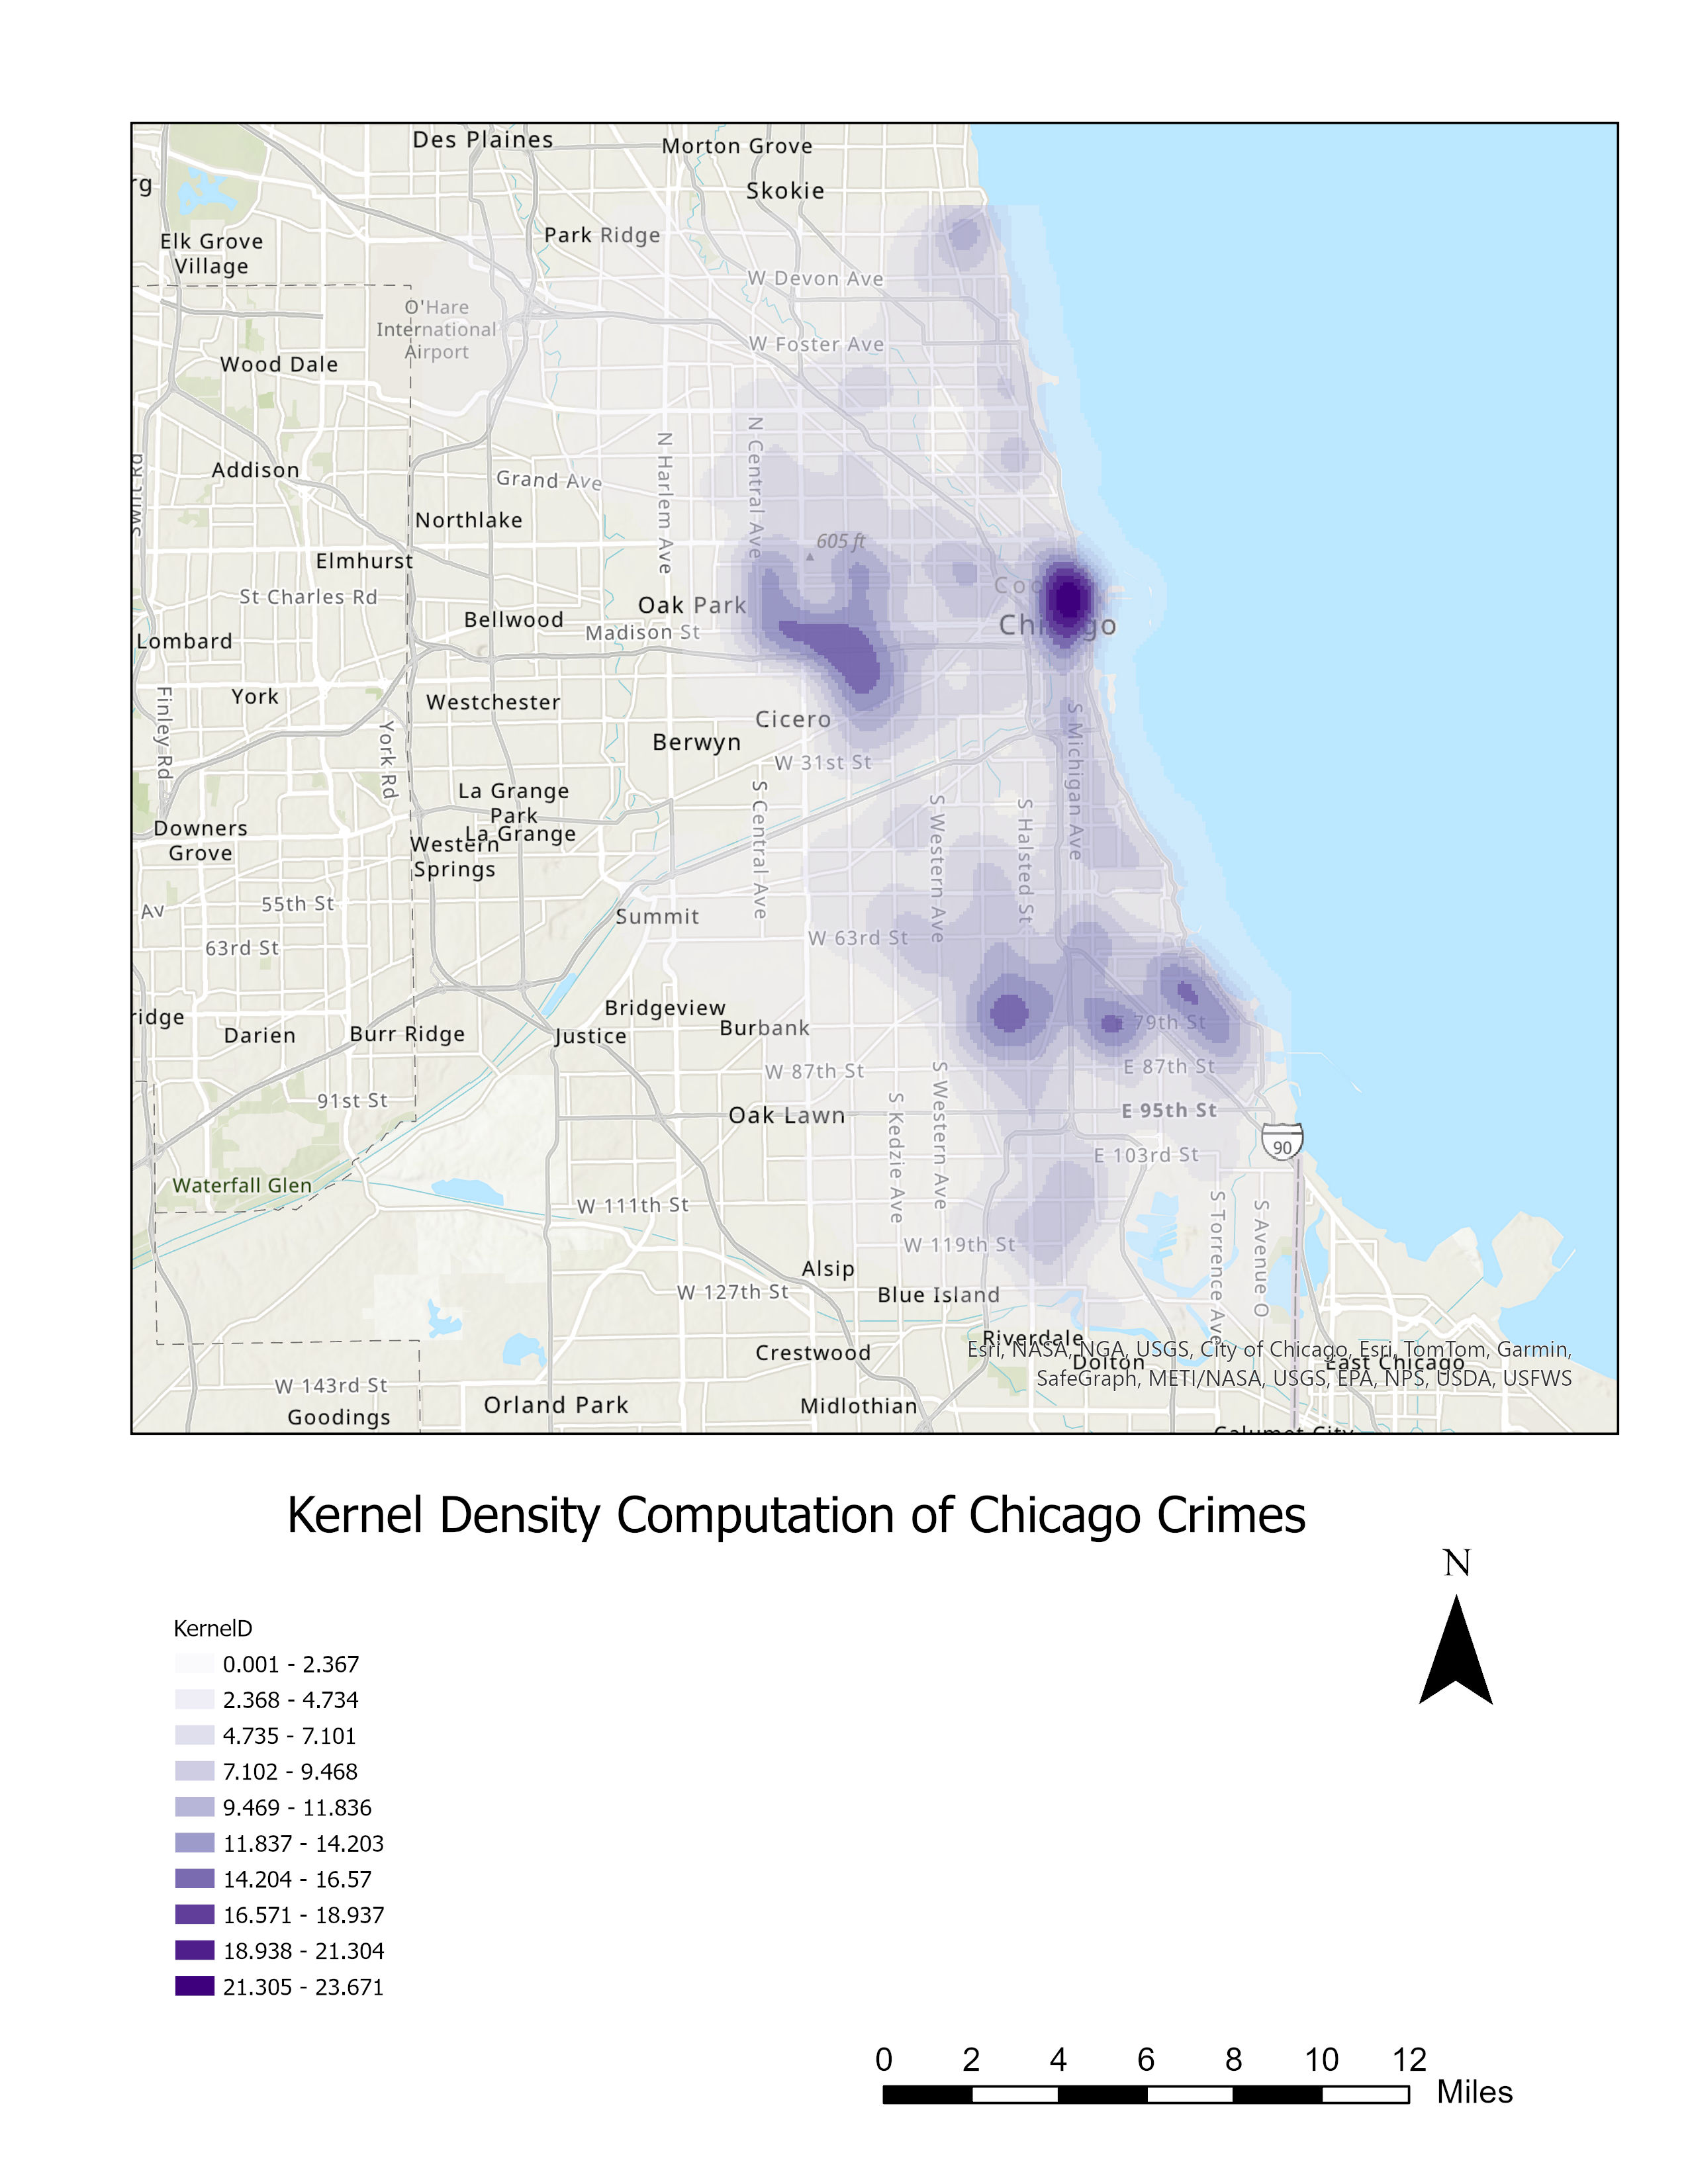 Des Plaines
Morton Grove
rg
Skokie
Elk Grove
Village
Park Ridge
W Devon Ave
O'Hare
International
Airport
W Foster Ave
Wood Dale
N Central Ave
N Harlem Ave
Addison
Grand Ave
Northlake
605 ft
Elmhurst
St Charles Rd
Oak Park
Coo
Bellwood
Madison St
Chicago
Lombard
York
Westchester
Finley Rd
York Rd
Cicero
Berwyn
S Michigan Ave
W 31st St
La Grange
Park
La Grange
Downers
Grove
Western
Springs
S Central Ave
S Western Ave
S Halsted St
Av
55th St
Summit
63rd St
W 63rd St
ridge
Darien
Burr Ridge
Bridgeview
Justice
Burbank
E 79th St
W 87th St
E 87th St
91st St
Oak Lawn
S Kedzie Ave
S Western Ave
E 95th St
90
E 103rd St
Waterfall Glen
W 111th St
S Torrence Ave
S Avenue O
W 119th St
Alsip
W 127th St
Blue Island
Riverdale
Crestwood
Dolton
East Chicago
Esri, NASA, NGA, USGS, City of Chicago, Esri, TomTom, Garmin,
SafeGraph, METI/NASA, USGS, EPA, NPS, USDA, USFWS
W 143rd St
Goodings
Orland Park
Midlothian
Calumet City
Kernel Density Computation of Chicago Crimes
N
KernelD
0.001 - 2.367
2.368 - 4.734
4.735 - 7.101
7.102 - 9.468
9.469 - 11.836
11.837 - 14.203
14.204 - 16.57
16.571 - 18.937
18.938 - 21.304
21.305 - 23.671
0 2 4 6 8 10 12
Miles